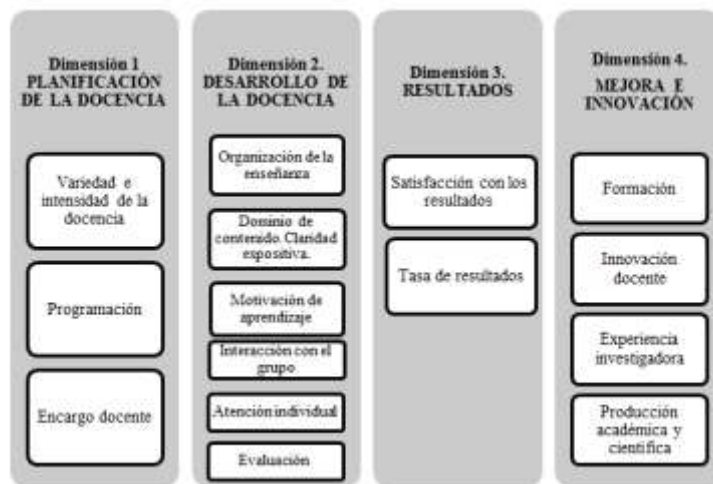 Dimensión 1
PLANIFICACIÓN
DE LA DOCENCIA
Variedad e
intensidad de la
docencia
Programación
Encargo docente
Dimensión 2.
DESARROLLO DE
LA DOCENCIA
Organización de la
enseñanza
Dominio de
contenido. Claridad
expositiva.
Motivación de
aprendizaje
Interacción con el
grupo
Atención individual
Evaluación
Dimensión 3.
RESULTADOS
Satisfacción con los
resultados
Tasa de resultados
Dimensión 4.
MEJORA E
INNOVACIÓN
Formación
Innovación
docente
Experiencia
investigadora
Producción
académica y
científica